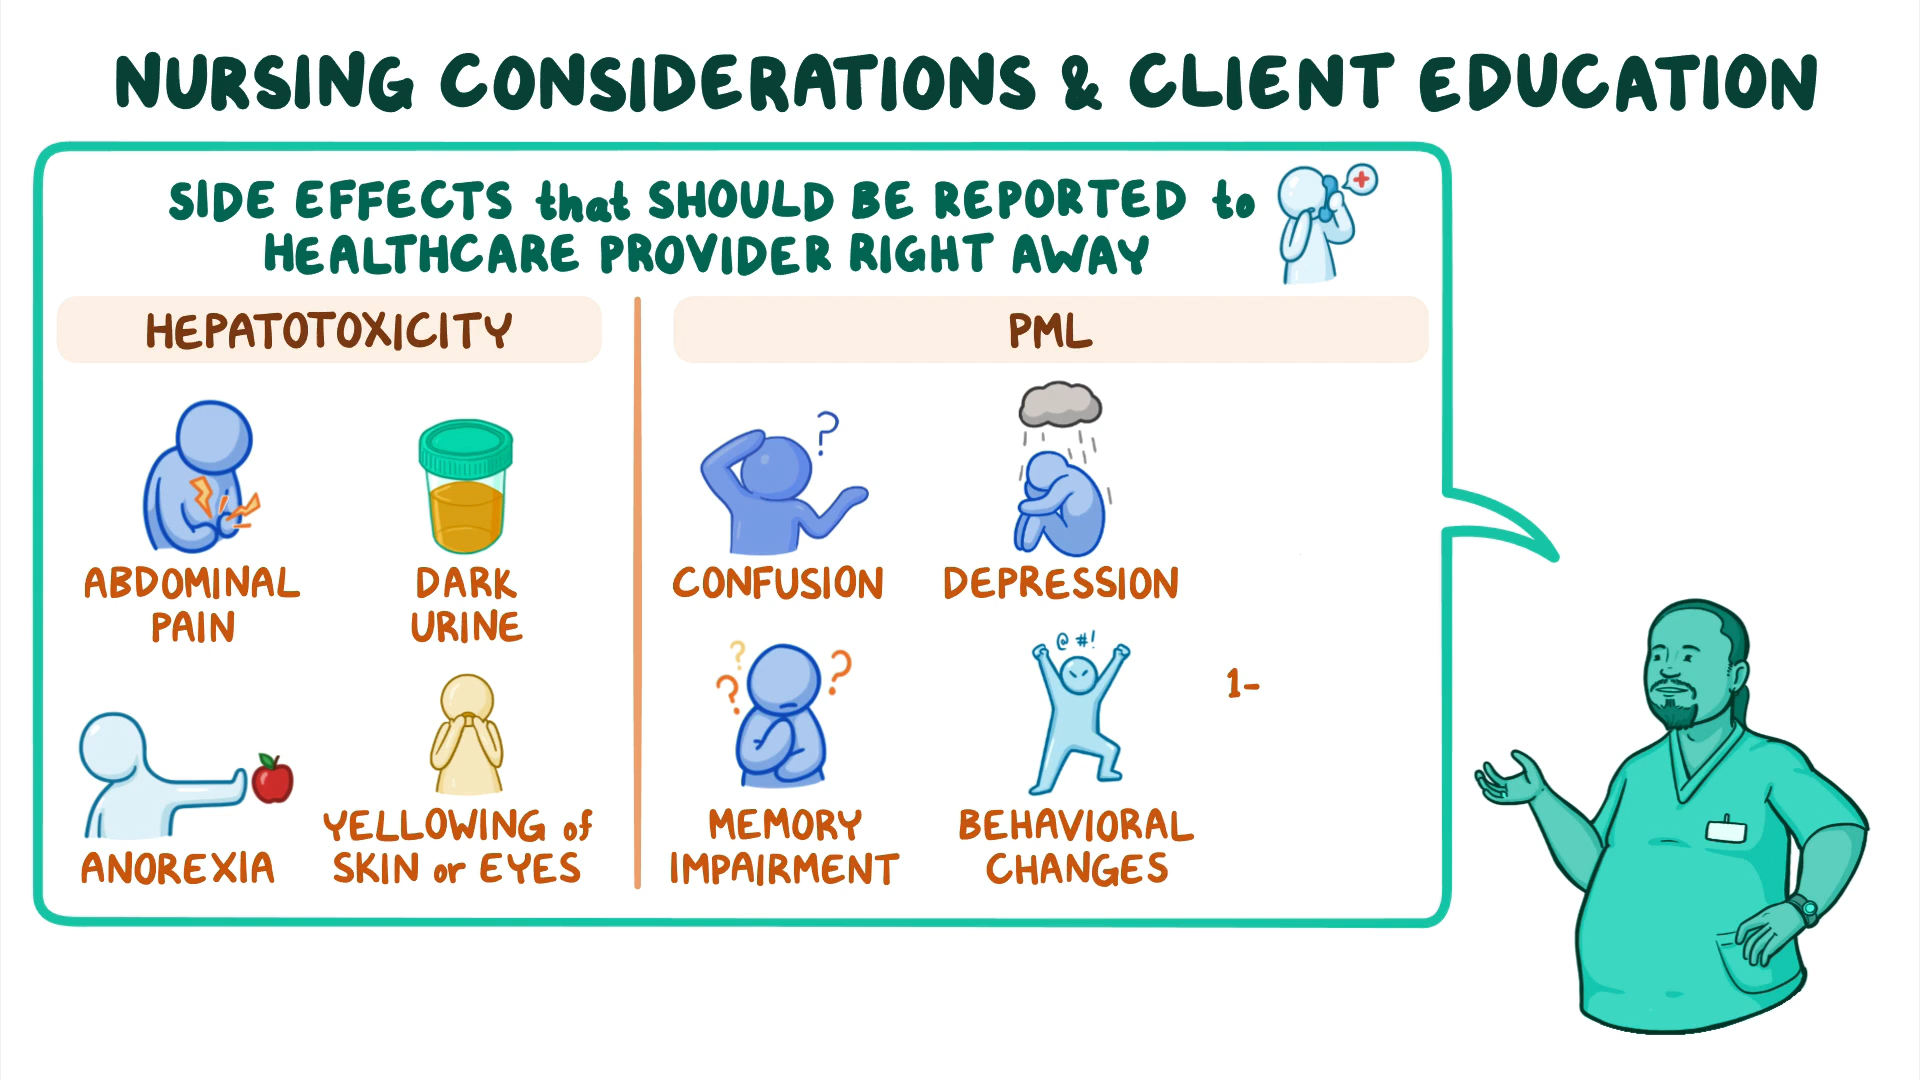 NURSING CONSIDERATIONS & CLIENT EDUCATION
SIDE EFFECTS that SHOULD BE REPORTED to
HEALTHCARE PROVIDER RIGHT AWAY
HEPATOTOXICITY
ABDOMINAL
PAIN
DARK
URINE
ANOREXIA
YELLOWING of
SKIN or EYES
PML
?
CONFUSION
DEPRESSION
? ? ?
MEMORY
IMPAIRMENT
@ #!
BEHAVIORAL
CHANGES
1-